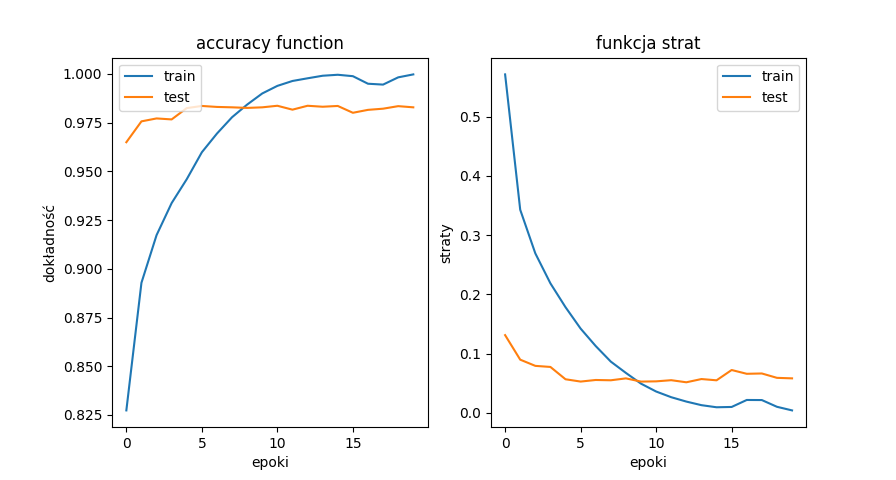 accuracy function
train
test
1.000
0.975
0.950
0.925
0.900
0.875
0.850
0.825
dokładność
0 5 10 15
epoki
funkcja strat
train
test
0.5
0.4
0.3
0.2
0.1
0.0
straty
0 5 10 15
epoki